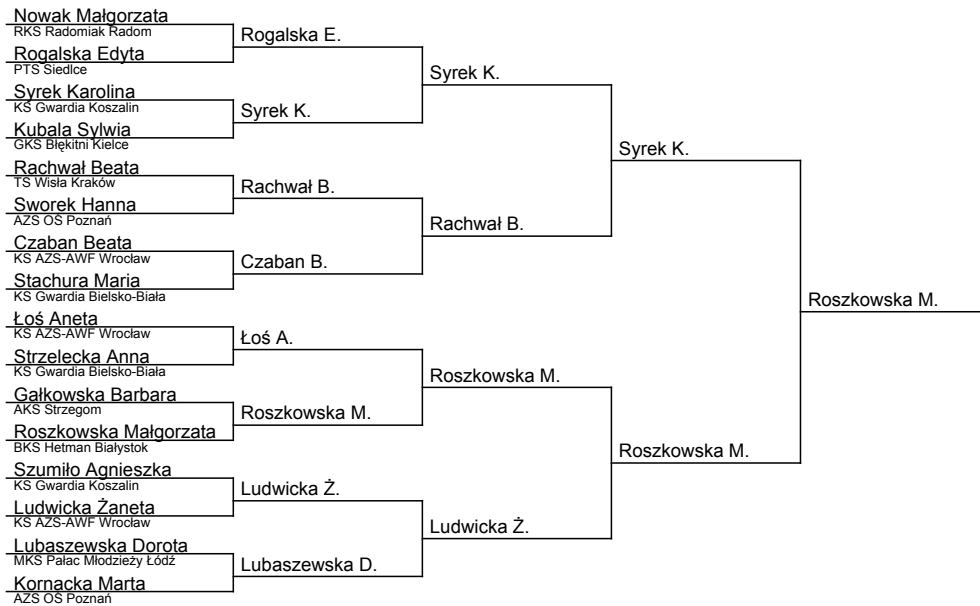 Nowak Małgorzata
RKS Radomiak Radom
Rogalska Edyta
PTS Siedlce
Syrek Karolina
KS Gwardia Koszalin
Kubala Sylwia
GKS Błękitni Kielce
Rachwał Beata
TS Wisła Kraków
Sworek Hanna
AZS OŚ Poznań
Czaban Beata
KS AZS-AWF Wrocław
Stachura Maria
KS Gwardia Bielsko-Biała
Łoś Aneta
KS AZS-AWF Wrocław
Strzelecka Anna
KS Gwardia Bielsko-Biała
Gałkowska Barbara
AKS Strzegom
Roszkowska Małgorzata
BKS Hetman Białystok
Szumiło Agnieszka
KS Gwardia Koszalin
Ludwicka Żaneta
KS AZS-AWF Wrocław
Lubaszewska Dorota
MKS Pałac Młodzieży Łódź
Kornacka Marta
AZS OŚ Poznań
Rogalska E.
Syrek K.
Rachwał B.
Czaban B.
Łoś A.
Roszkowska M.
Ludwicka Ż.
Lubaszewska D.
Syrek K.
Rachwał B.
Roszkowska M.
Ludwicka Ż.
Syrek K.
Roszkowska M.
Roszkowska M.